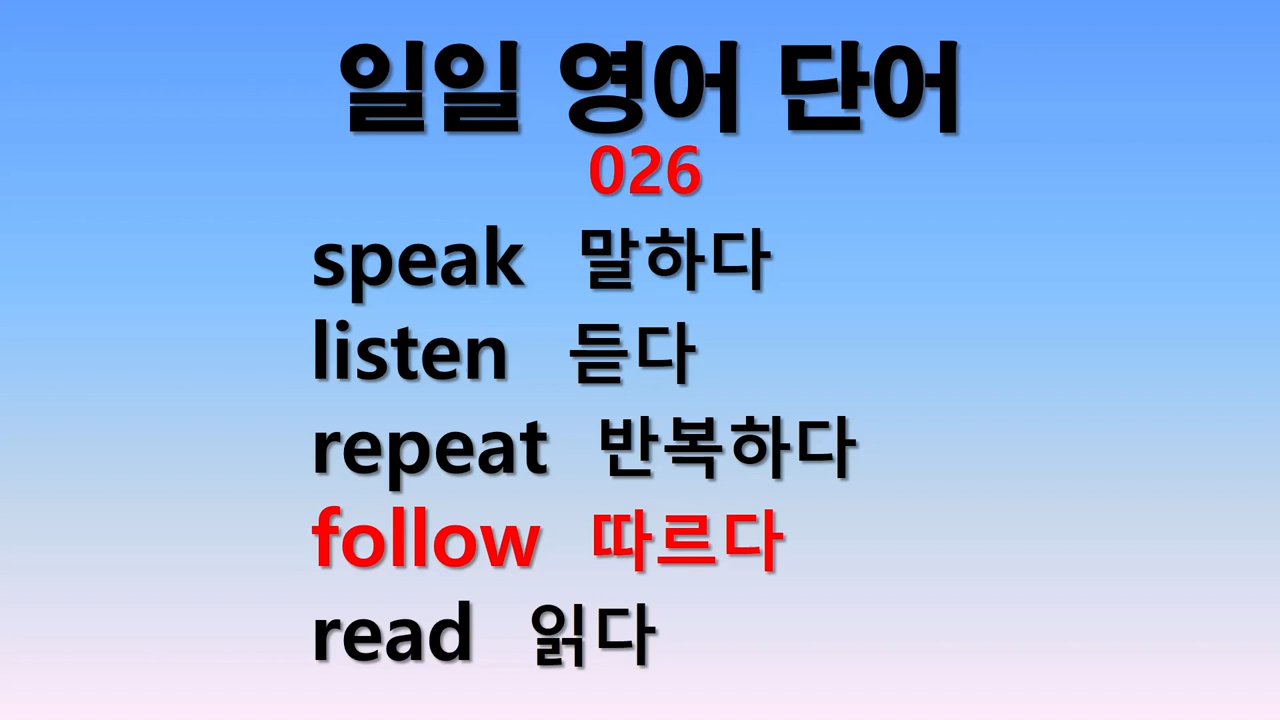 일일 영어 단어
026
speak 말하다
listen 듣다
repeat 반복하다
follow 따르다
read 읽다